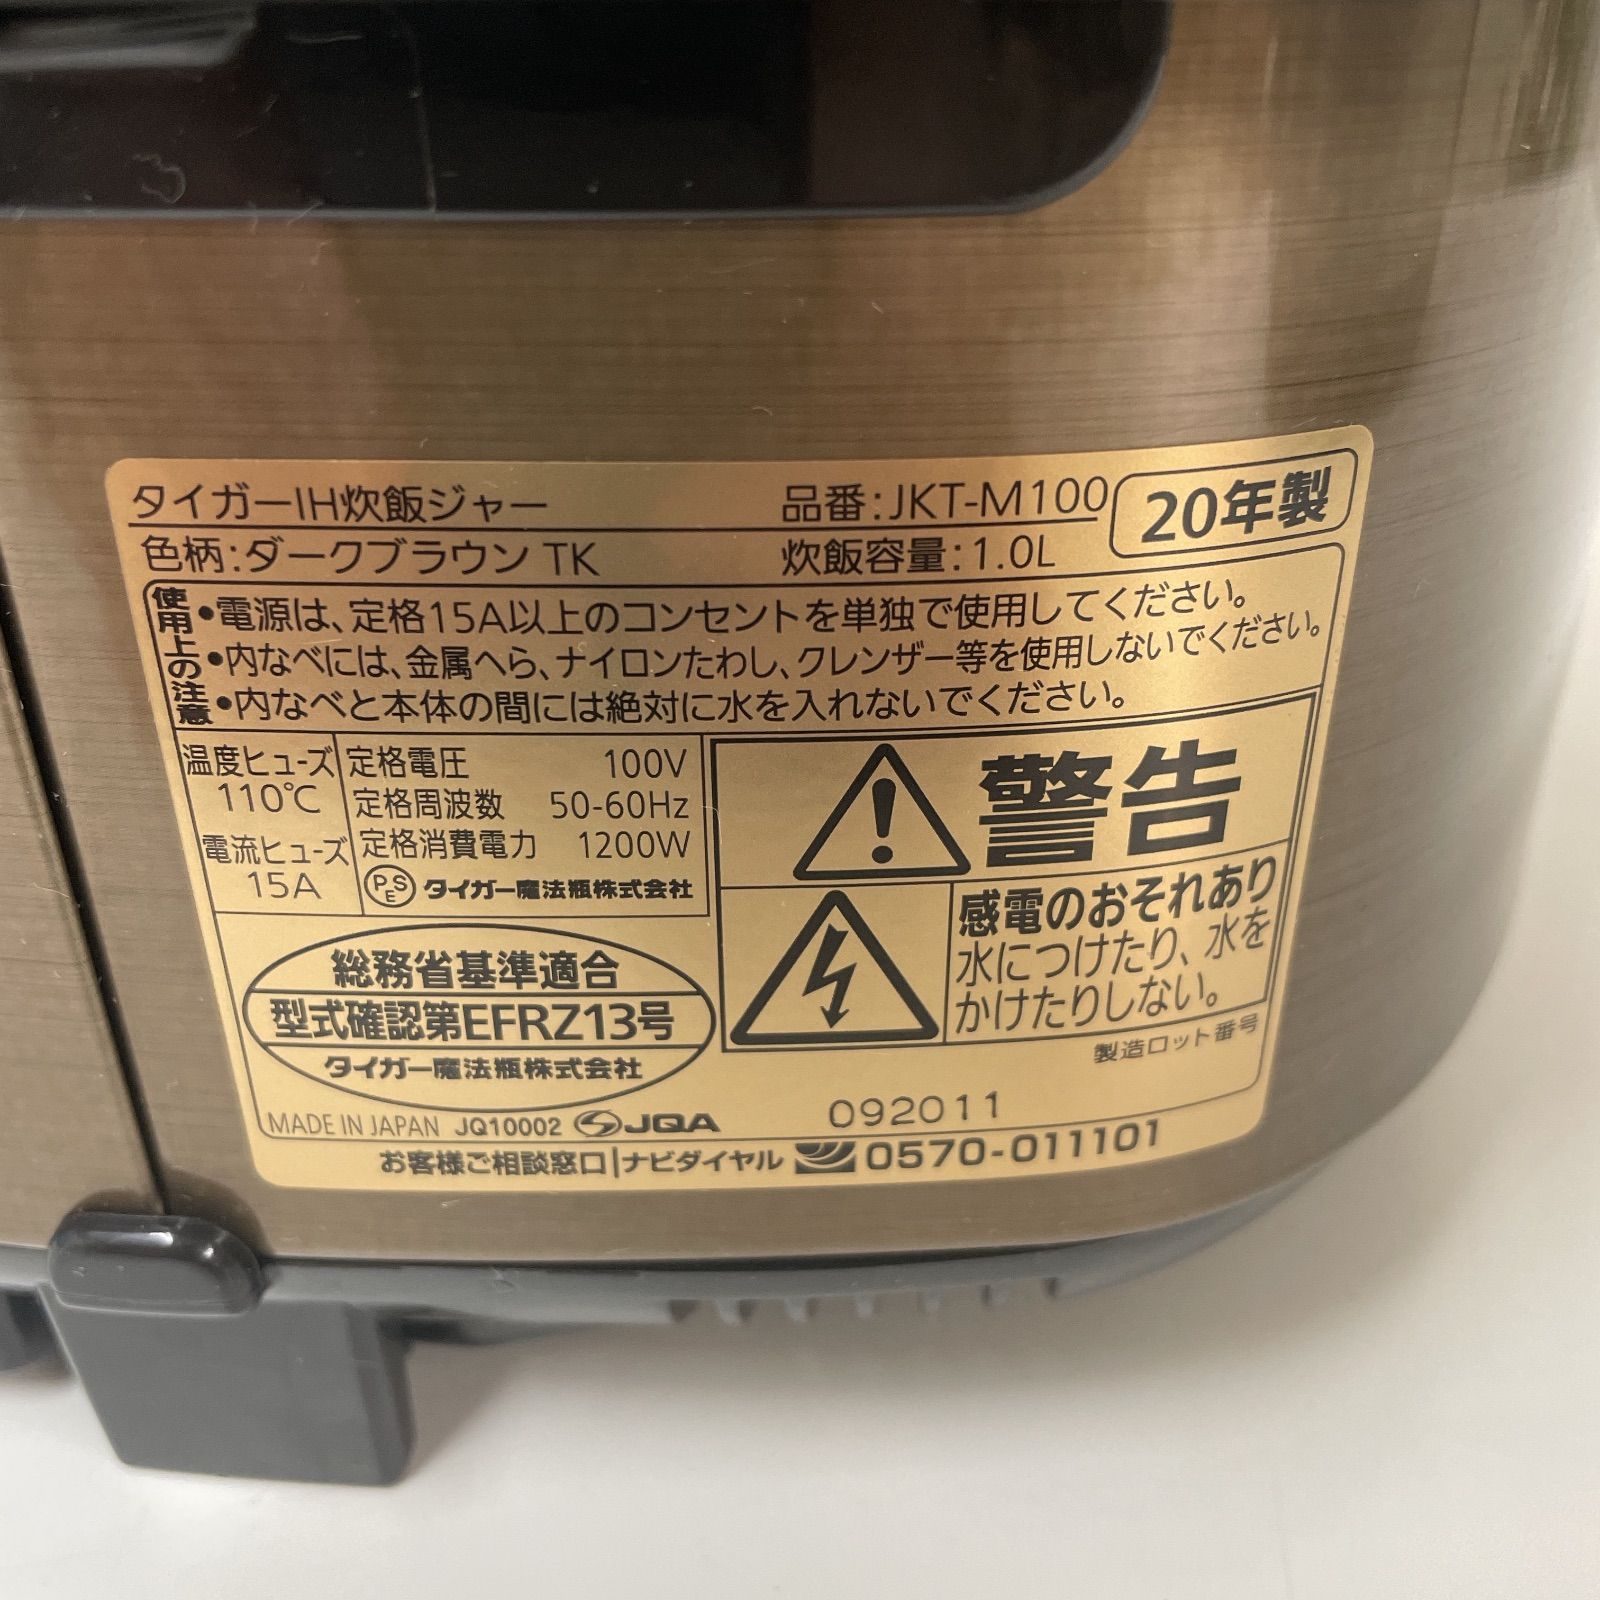 タイガーIH炊飯ジャー 品番:JKT-M100 20年製
色柄:ダークブラウン TK 炊飯容量:1.0L
使用上の注意
•電源は、定格15A以上のコンセントを単独で使用してください。
•内なべには、金属へら、ナイロンたわし、クレンザー等を使用しないでください。
•内なべと本体の間には絶対に水を入れないでください。
温度ヒューズ
110℃
電流ヒューズ
15A
定格電圧 100V
定格周波数 50-60Hz
定格消費電力 1200W
PSE タイガー魔法瓶株式会社
警告
感電のおそれあり
水につけたり、水を
かけたりしない。
総務省基準適合
型式確認第EFRZ13号
タイガー魔法瓶株式会社
製造ロット番号
092011
MADE IN JAPAN JQ10002 JQA
お客様ご相談窓口|ナビダイヤル 0570-011101